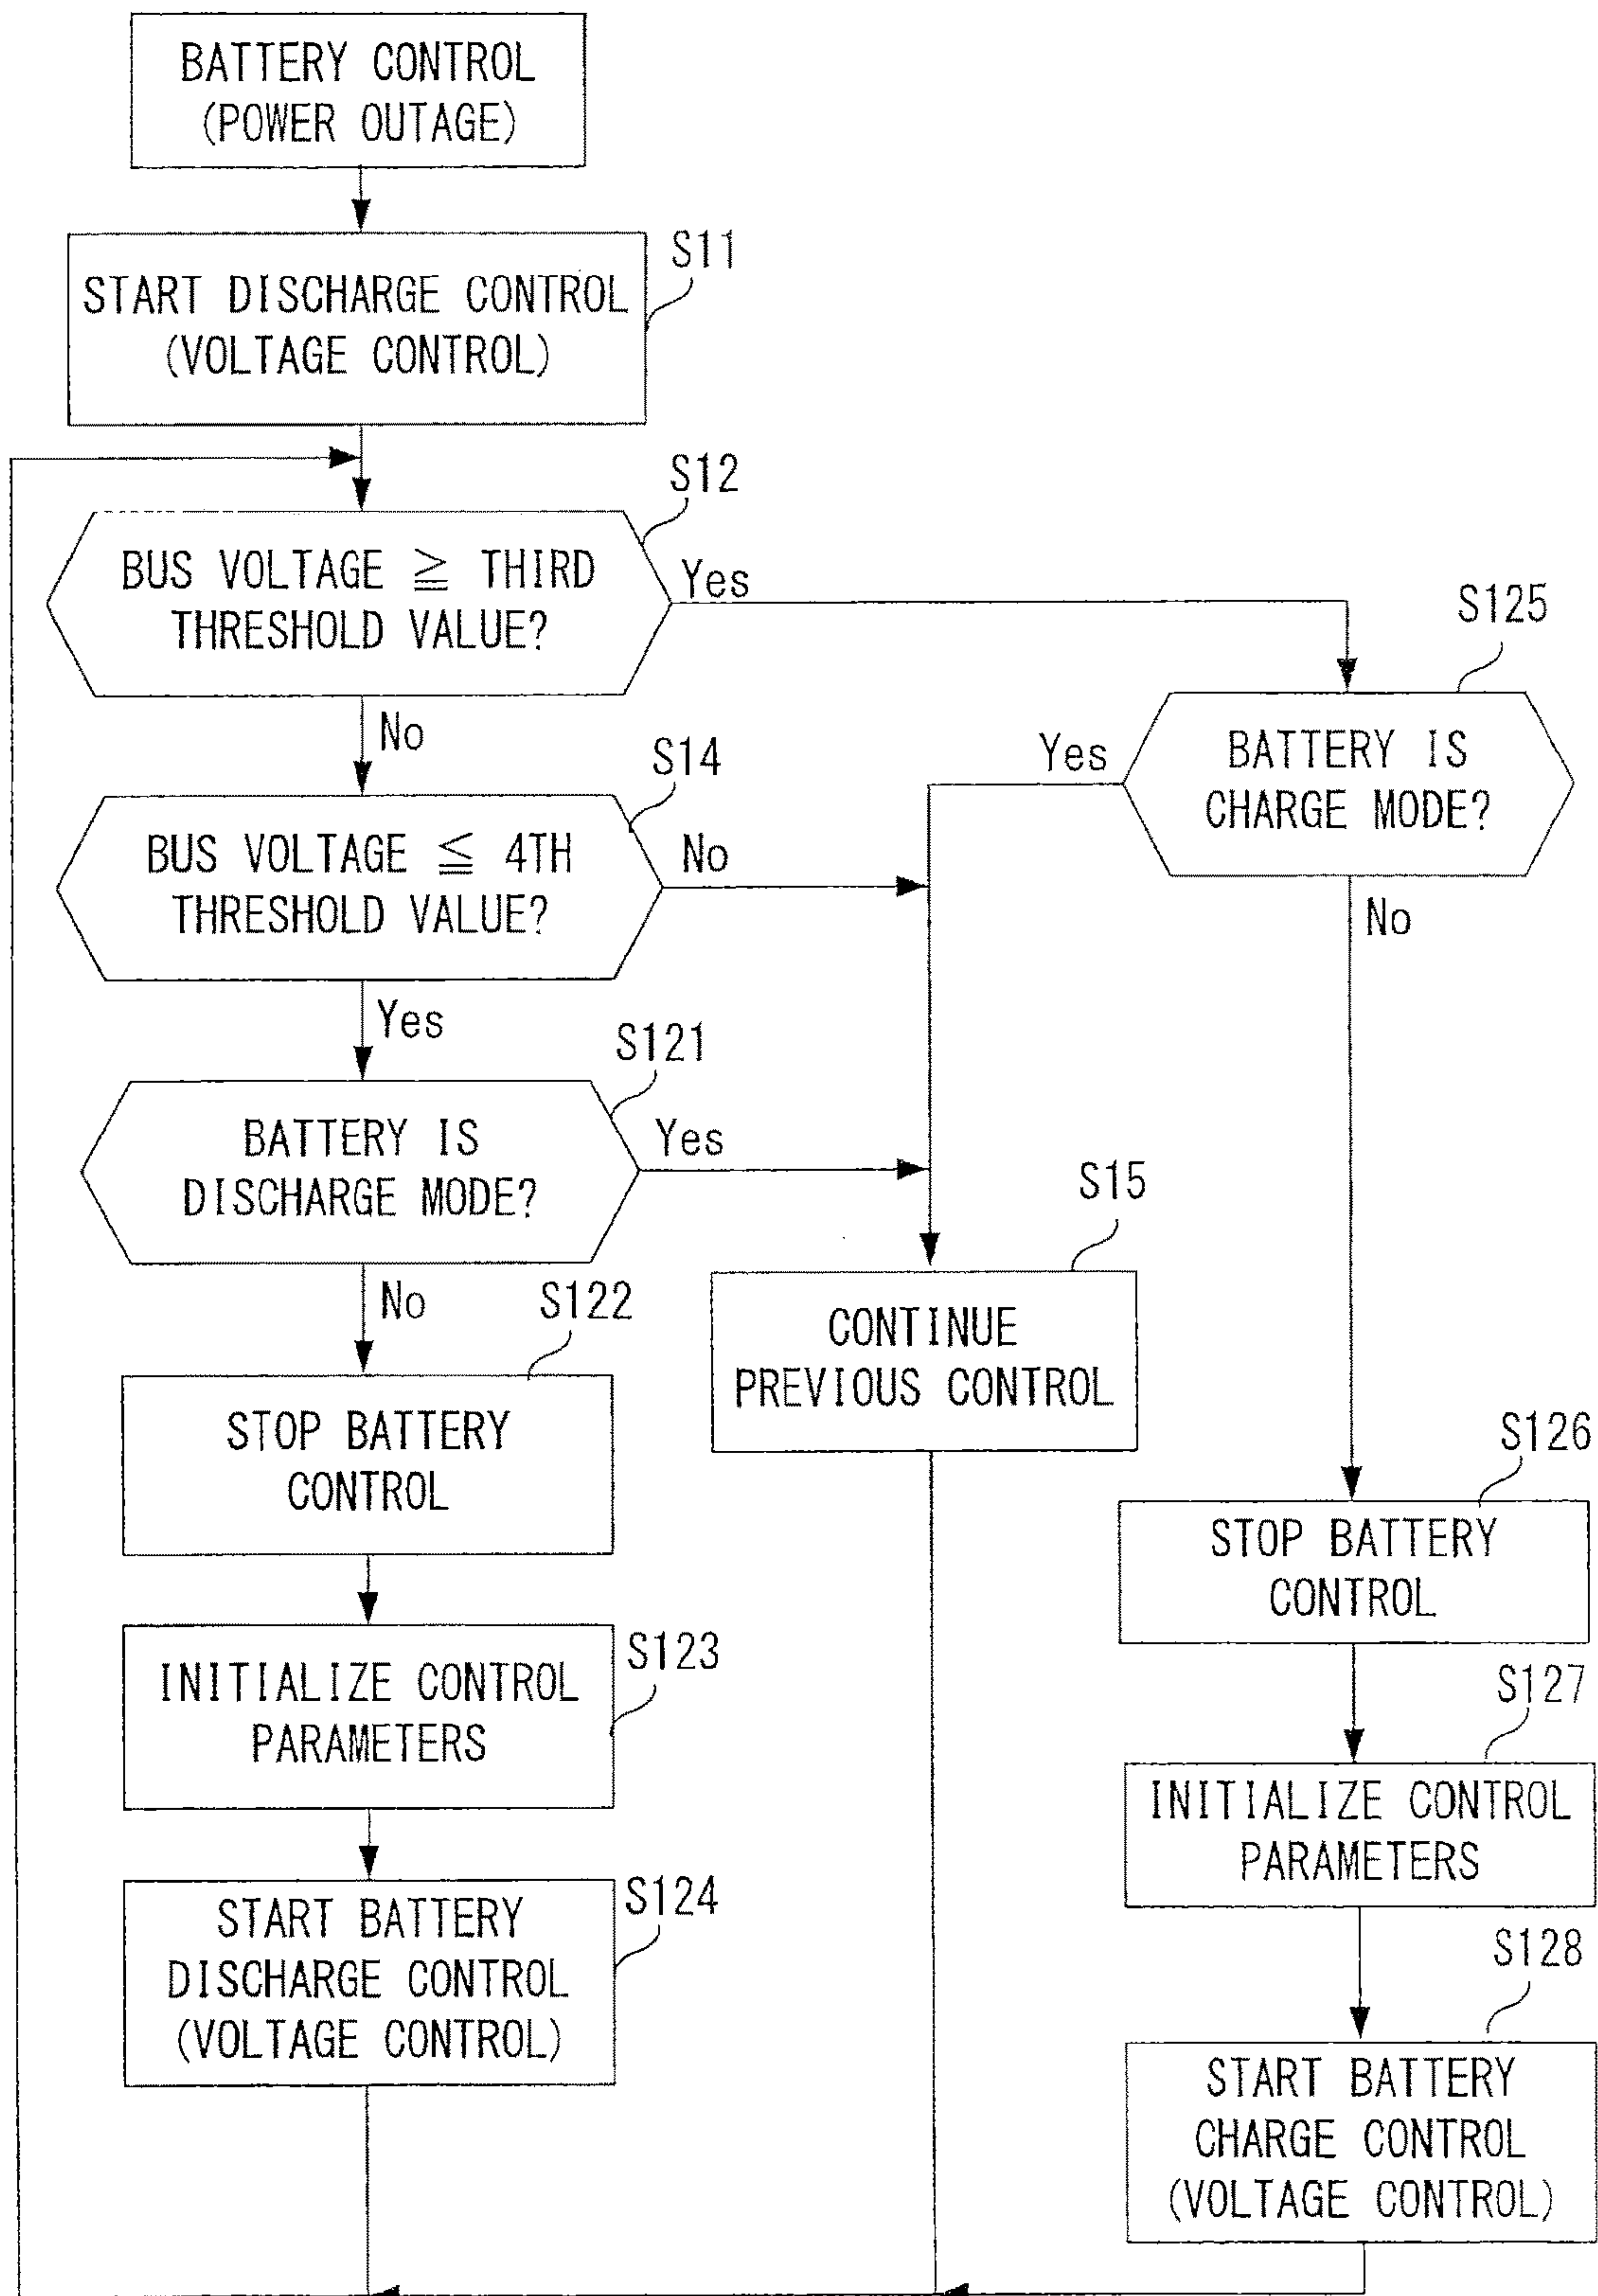 BATTERY CONTROL
(POWER OUTAGE)
S11
START DISCHARGE CONTROL
(VOLTAGE CONTROL)
S12
BUS VOLTAGE ≧ THIRD
THRESHOLD VALUE?
Yes
No
S125
BATTERY IS
CHARGE MODE?
Yes
No
S14
BUS VOLTAGE ≦ 4TH
THRESHOLD VALUE?
No
Yes
S121
BATTERY IS
DISCHARGE MODE?
Yes
No
S15
CONTINUE
PREVIOUS CONTROL
S122
STOP BATTERY
CONTROL
S123
INITIALIZE CONTROL
PARAMETERS
S124
START BATTERY
DISCHARGE CONTROL
(VOLTAGE CONTROL)
S126
STOP BATTERY
CONTROL
S127
INITIALIZE CONTROL
PARAMETERS
S128
START BATTERY
CHARGE CONTROL
(VOLTAGE CONTROL)